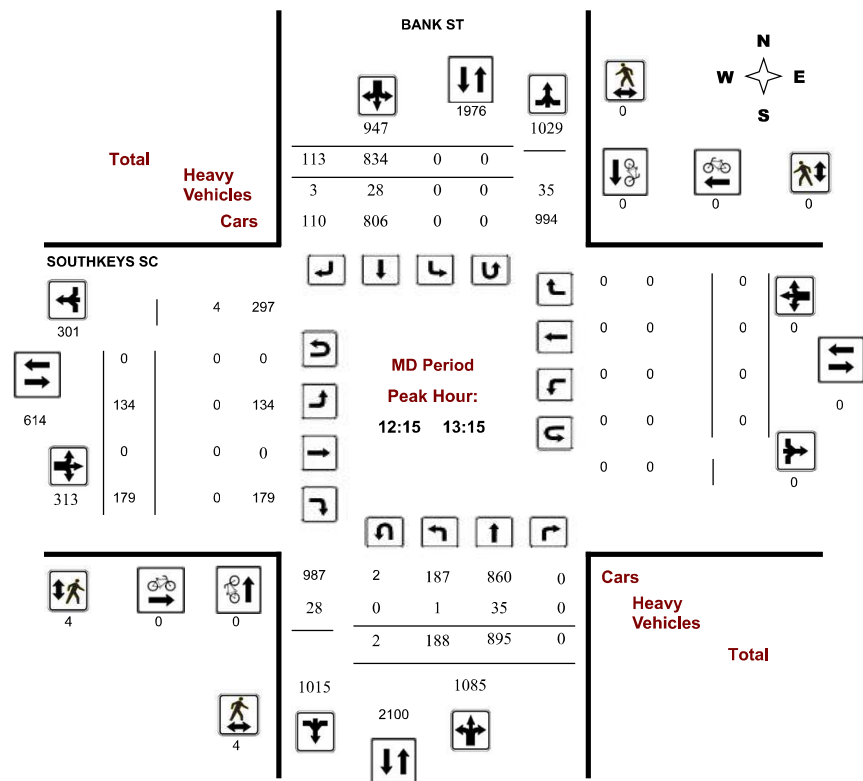 BANK ST
N
W E
S
947
1976
1029
0
Total
113 834 0 0
Heavy
Vehicles
3 28 0 0 35
Cars
110 806 0 0 994
0 0 0
SOUTHKEYS SC
301
4 297
0 0 0
614
134 0 134
0 0 0
313
179 0 179
MD Period
Peak Hour:
12:15 13:15
0 0 0
0
0 0 0
0 0 0
0
0 0 0
0 0
0
987 2 187 860 0
28 0 1 35 0
2 188 895 0
1015
2100
1085
Cars
Heavy
Vehicles
Total
4 0 0
4